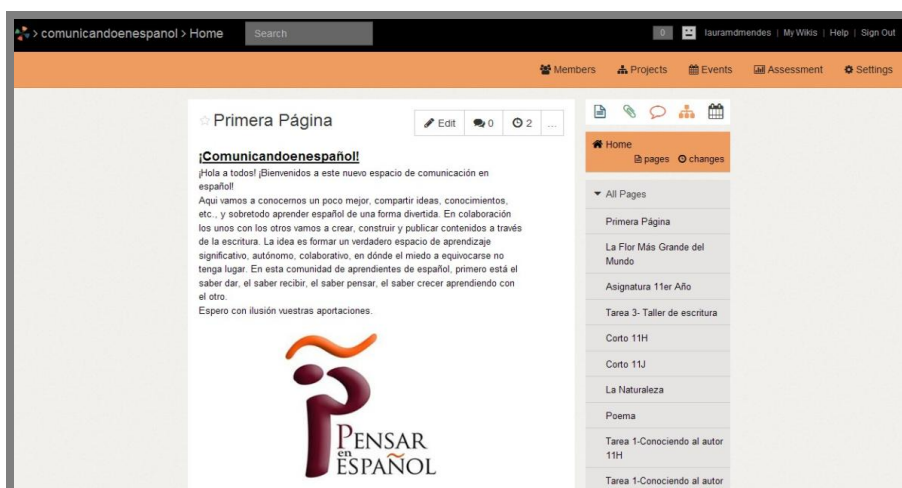 > comunicandoenespanol > Home
Search
0
lauramdmendes | My Wikis | Help | Sign Out
Members
Projects
Events
Assessment
Settings
Primera Página
Edit
0
2
...
Home
pages
changes
¡Comunicandoenespañol!
¡Hola a todos! ¡Bienvenidos a este nuevo espacio de comunicación en
español!
Aqui vamos a conocernos un poco mejor, compartir ideas, conocimientos,
etc., y sobretodo aprender español de una forma divertida. En colaboración
los unos con los otros vamos a crear, construir y publicar contenidos a través
de la escritura. La idea es formar un verdadero espacio de aprendizaje
significativo, autónomo, colaborativo, en dónde el miedo a equivocarse no
tenga lugar. En esta comunidad de aprendientes de español, primero está el
saber dar, el saber recibir, el saber pensar, el saber crecer aprendiendo con
el otro.
Espero con ilusión vuestras aportaciones.
PENSAR
en
ESPAÑOL
All Pages
Primera Página
La Flor Más Grande del
Mundo
Asignatura 11er Año
Tarea 3- Taller de escritura
Corto 11H
Corto 11J
La Naturaleza
Poema
Tarea 1-Conociendo al autor
11H
Tarea 1-Conociendo al autor